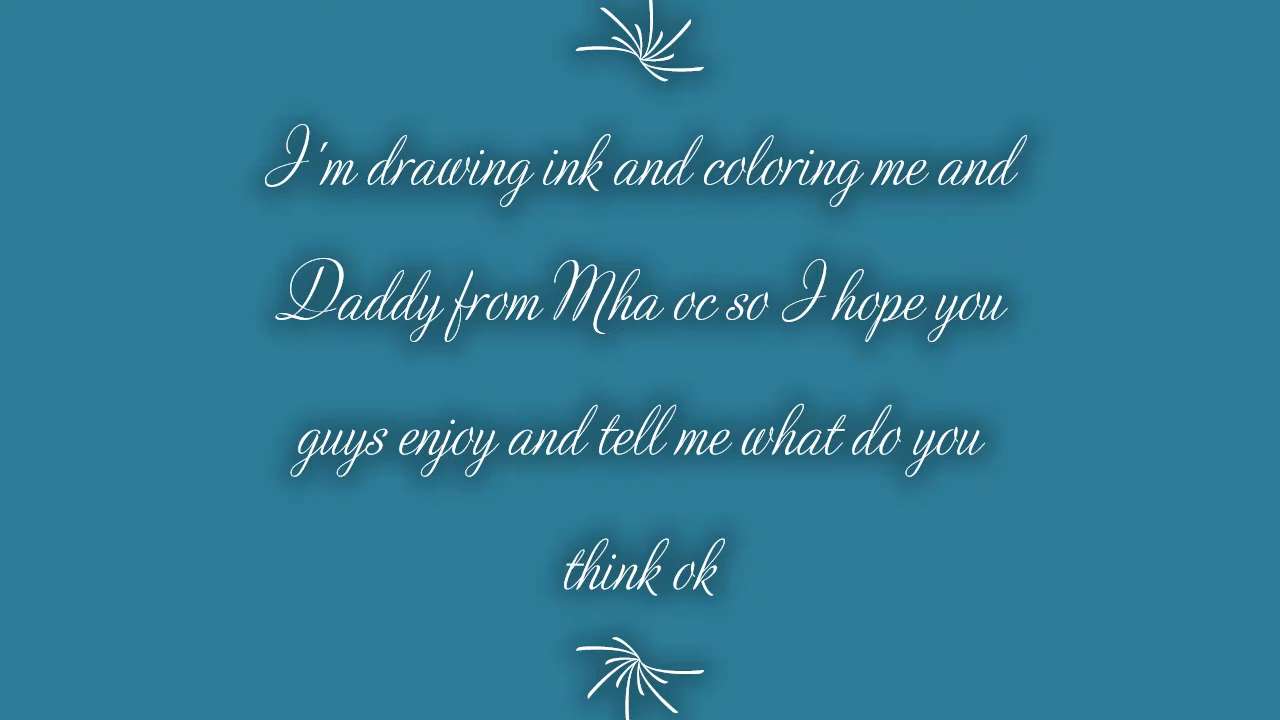 I'm drawing ink and coloring me and
Daddy from Mha oc so I hope you
guys enjoy and tell me what do you
think ok